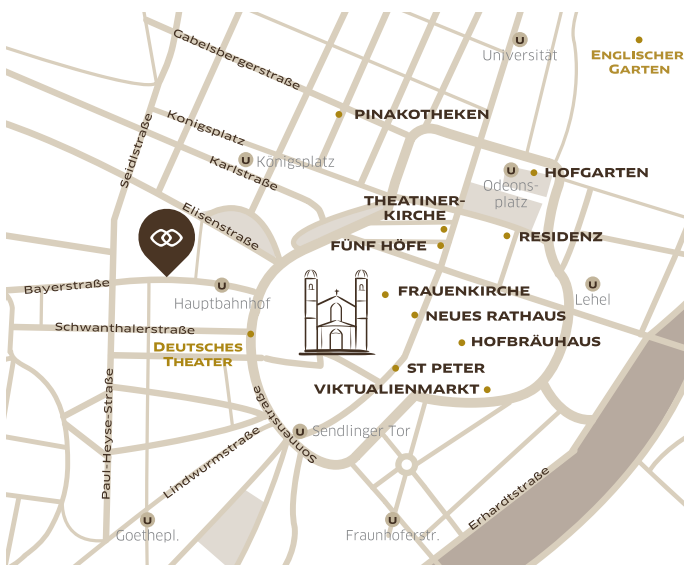 Gabelsbergerstraße
U
Universität
ENGLISCHER
GARTEN
Seidlstraße
Konigsplatz
PINAKOTHEKEN
U Königsplatz
Karlstraße
U
Odeons-
platz
HOFGARTEN
Elisenstraße
THEATINER-
KIRCHE
FÜNF HÖFE
RESIDENZ
Bayerstraße
U
Hauptbahnhof
FRAUENKIRCHE
U
Lehel
NEUES RATHAUS
Schwanthalerstraße
DEUTSCHES
THEATER
HOFBRÄUHAUS
ST PETER
VIKTUALIENMARKT
Paul-Heyse-Straße
Sonnenstraße
U Sendlinger Tor
Lindwurmstraße
Erhardtstraße
U
Goethepl.
U
Fraunhoferstr.